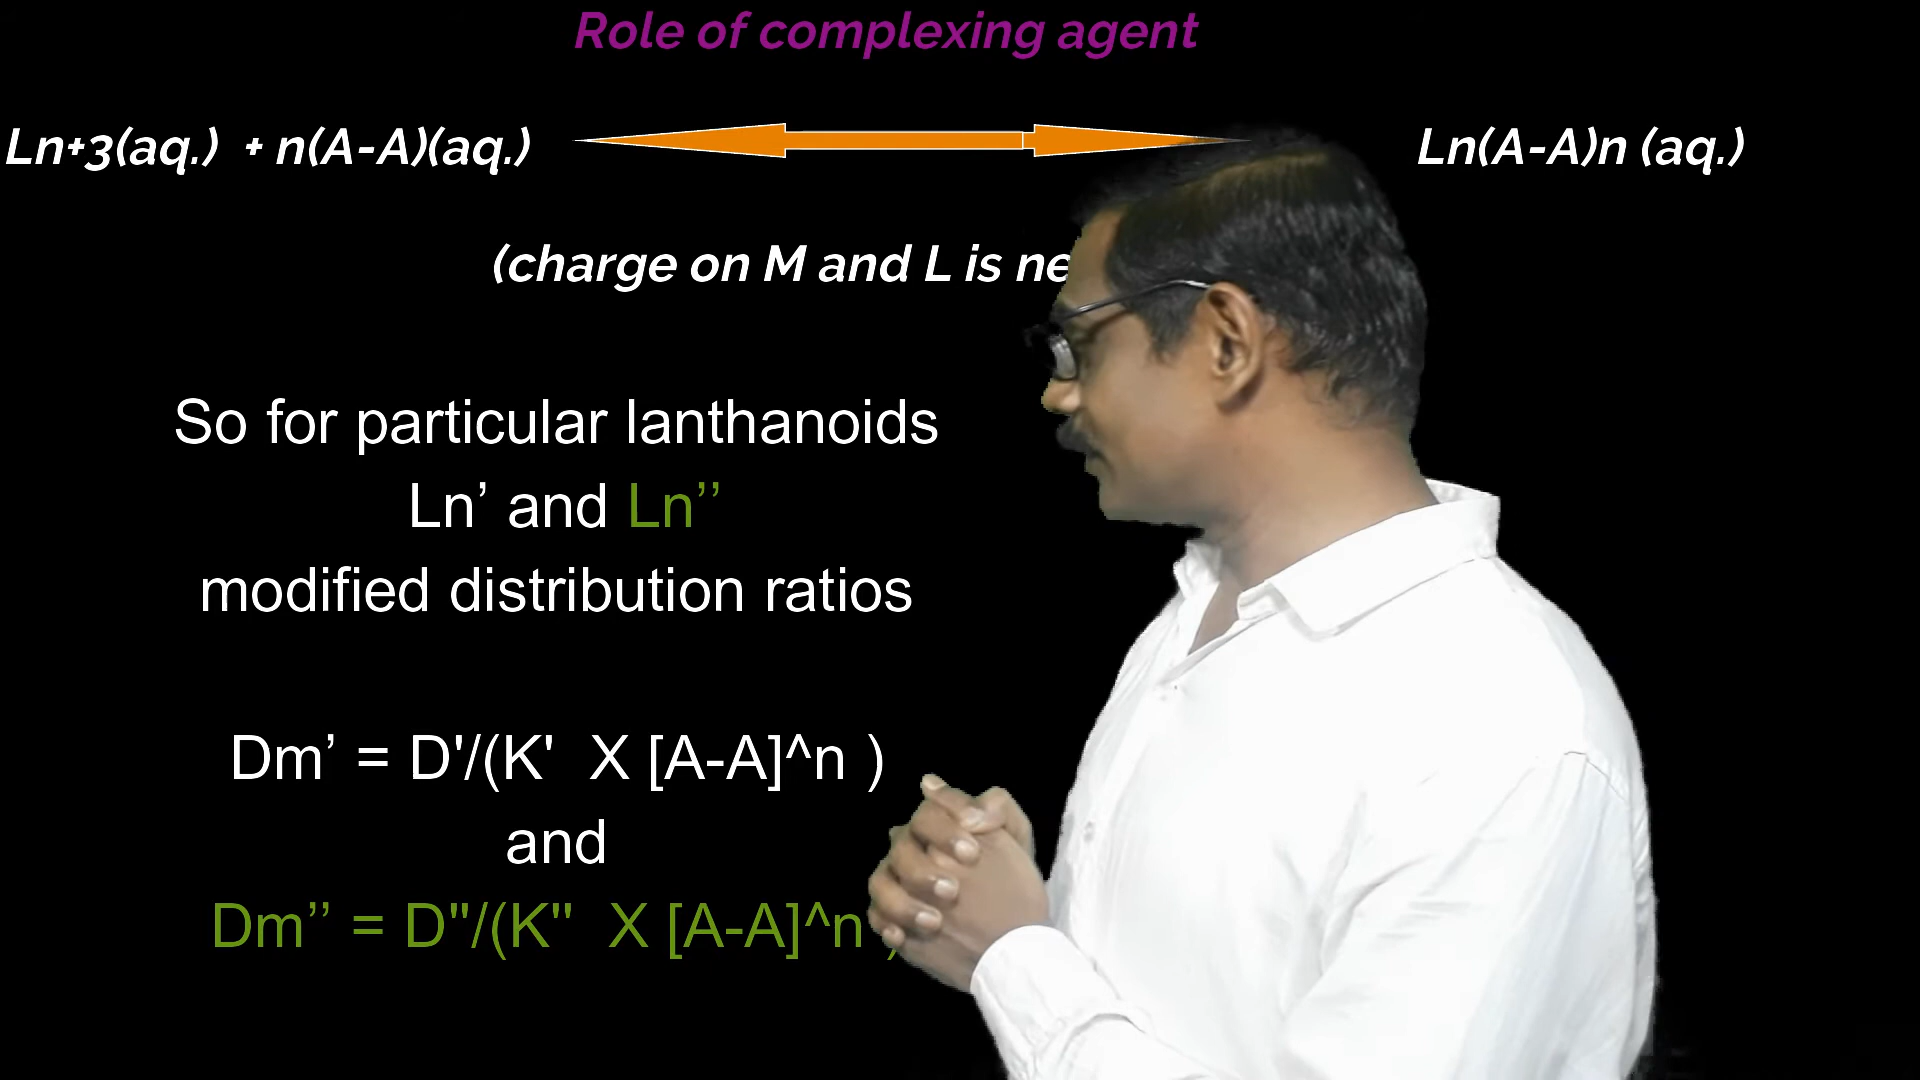 Role of complexing agent
Ln+3(aq.) + n(A-A)(aq.) Ln(A-A)n (aq.)
(charge on M and L is
So for particular lanthanoids
Ln’ and Ln’’
modified distribution ratios
Dm’ = D'/(K' X [A-A]^n )
and
Dm’’ = D"/(K" X [A-A]^n )